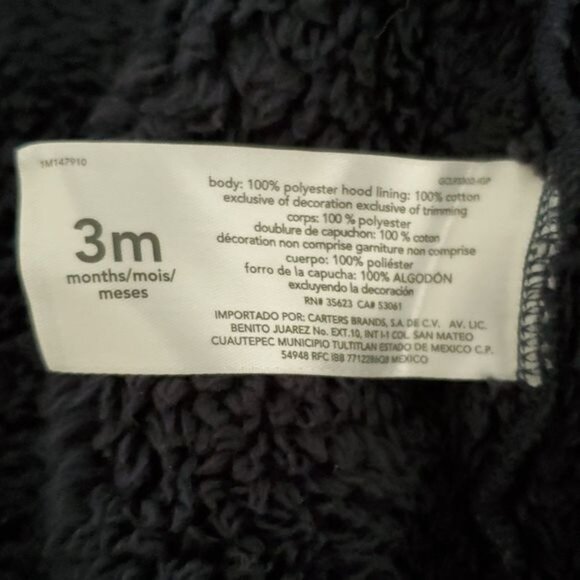 1M147910
3m
months/mois/
meses
body: 100% polyester hood lining: 100% cotton
exclusive of decoration exclusive of trimming
corps: 100 % polyester
doublure de capuchon: 100 % coton
décoration non comprise garniture non comprise
cuerpo: 100% poliéster
forro de la capucha: 100% ALGODÓN
excluyendo la decoración
RN# 35623 CA# 53061
IMPORTADO POR: CARTERS BRANDS, S.A. DE C.V. AV. LIC.
BENITO JUAREZ No. EXT.10, INT I-1 COL. SAN MATEO
CUAUTEPEC MUNICIPIO TULTITLAN ESTADO DE MEXICO C.P.
54948 RFC IBB 7712286Q8 MEXICO